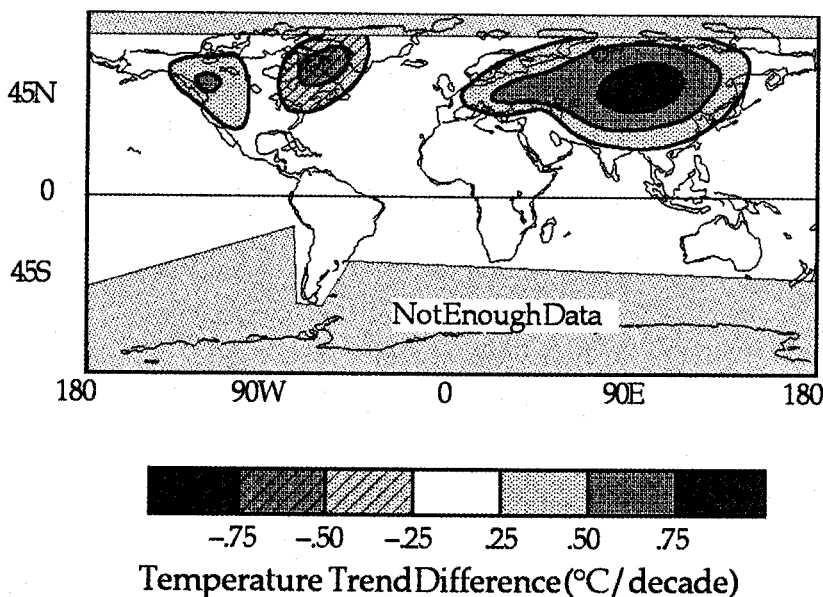 45N
0
45S
NotEnoughData
180 90W 0 90E 180
-.75 -.50 -.25 .25 .50 .75
Temperature Trend Difference (°C/decade)